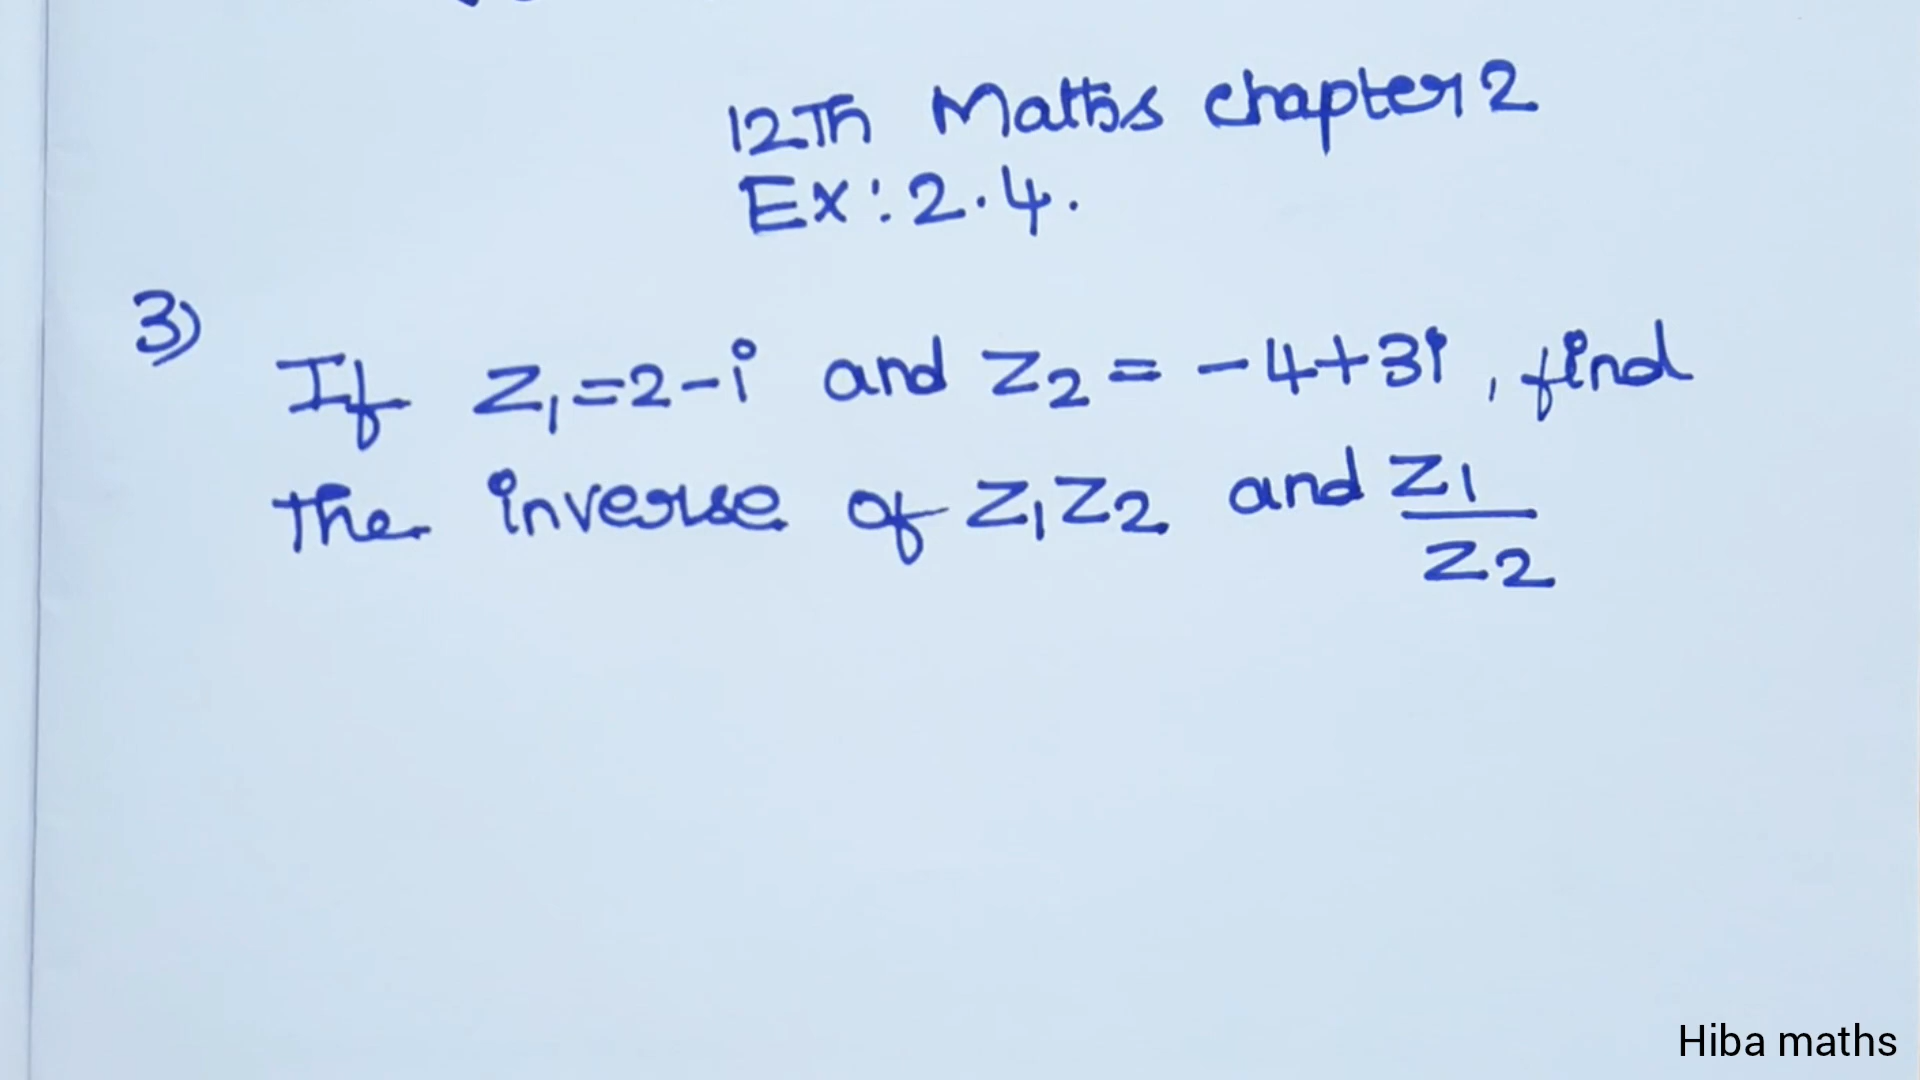 12Th Maths chapter 2
Ex: 2.4.
3)
If z₁=2-i and z₂ = -4+3i, find
the inverse of z₁z₂ and z₁/z₂
Hiba maths